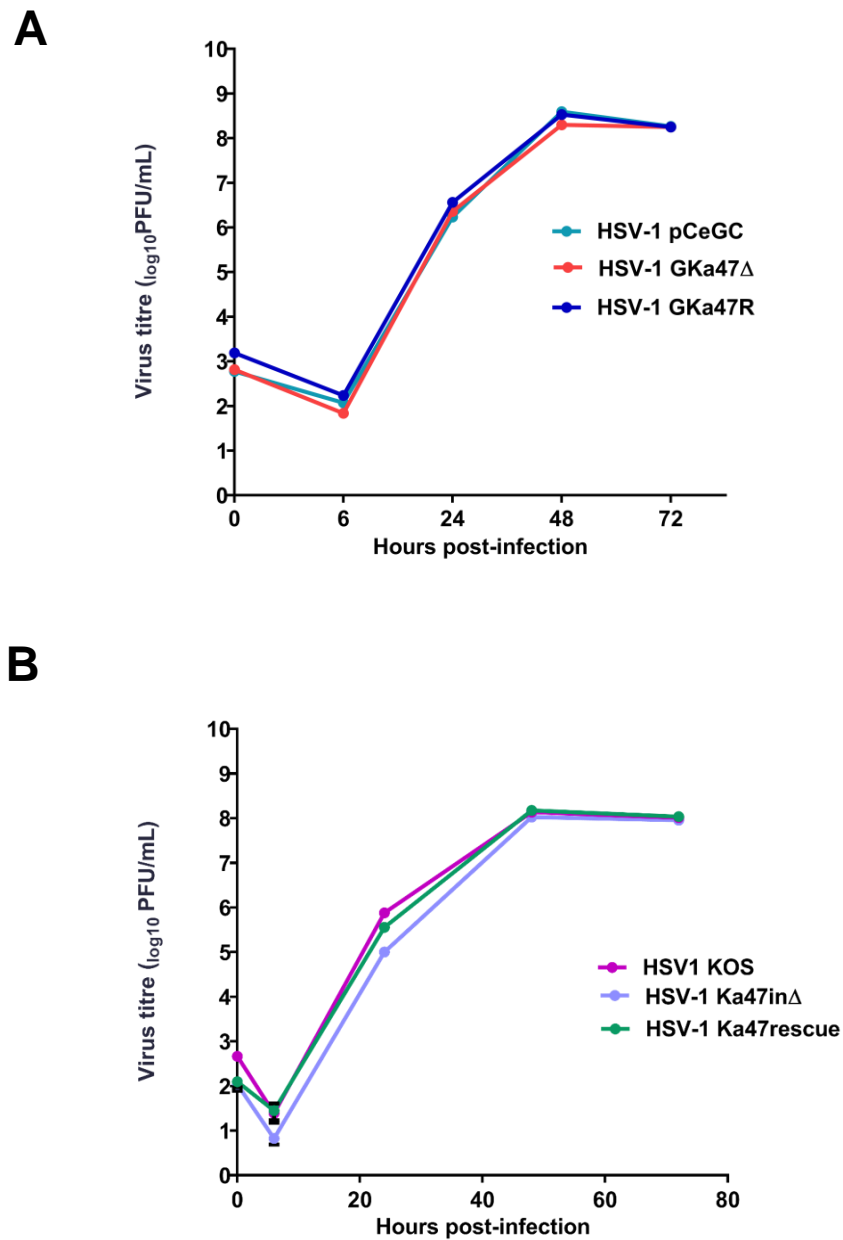 A
10
9
8
7
6
5
4
3
2
1
0
Virus titre (log10PFU/mL)
HSV-1 pCeGC
HSV-1 GKa47Δ
HSV-1 GKa47R
0 6 24 48 72
Hours post-infection
B
10
9
8
7
6
5
4
3
2
1
0
Virus titre (log10 PFU/mL)
HSV1 KOS
HSV-1 Ka47inΔ
HSV-1 Ka47rescue
0 20 40 60 80
Hours post-infection